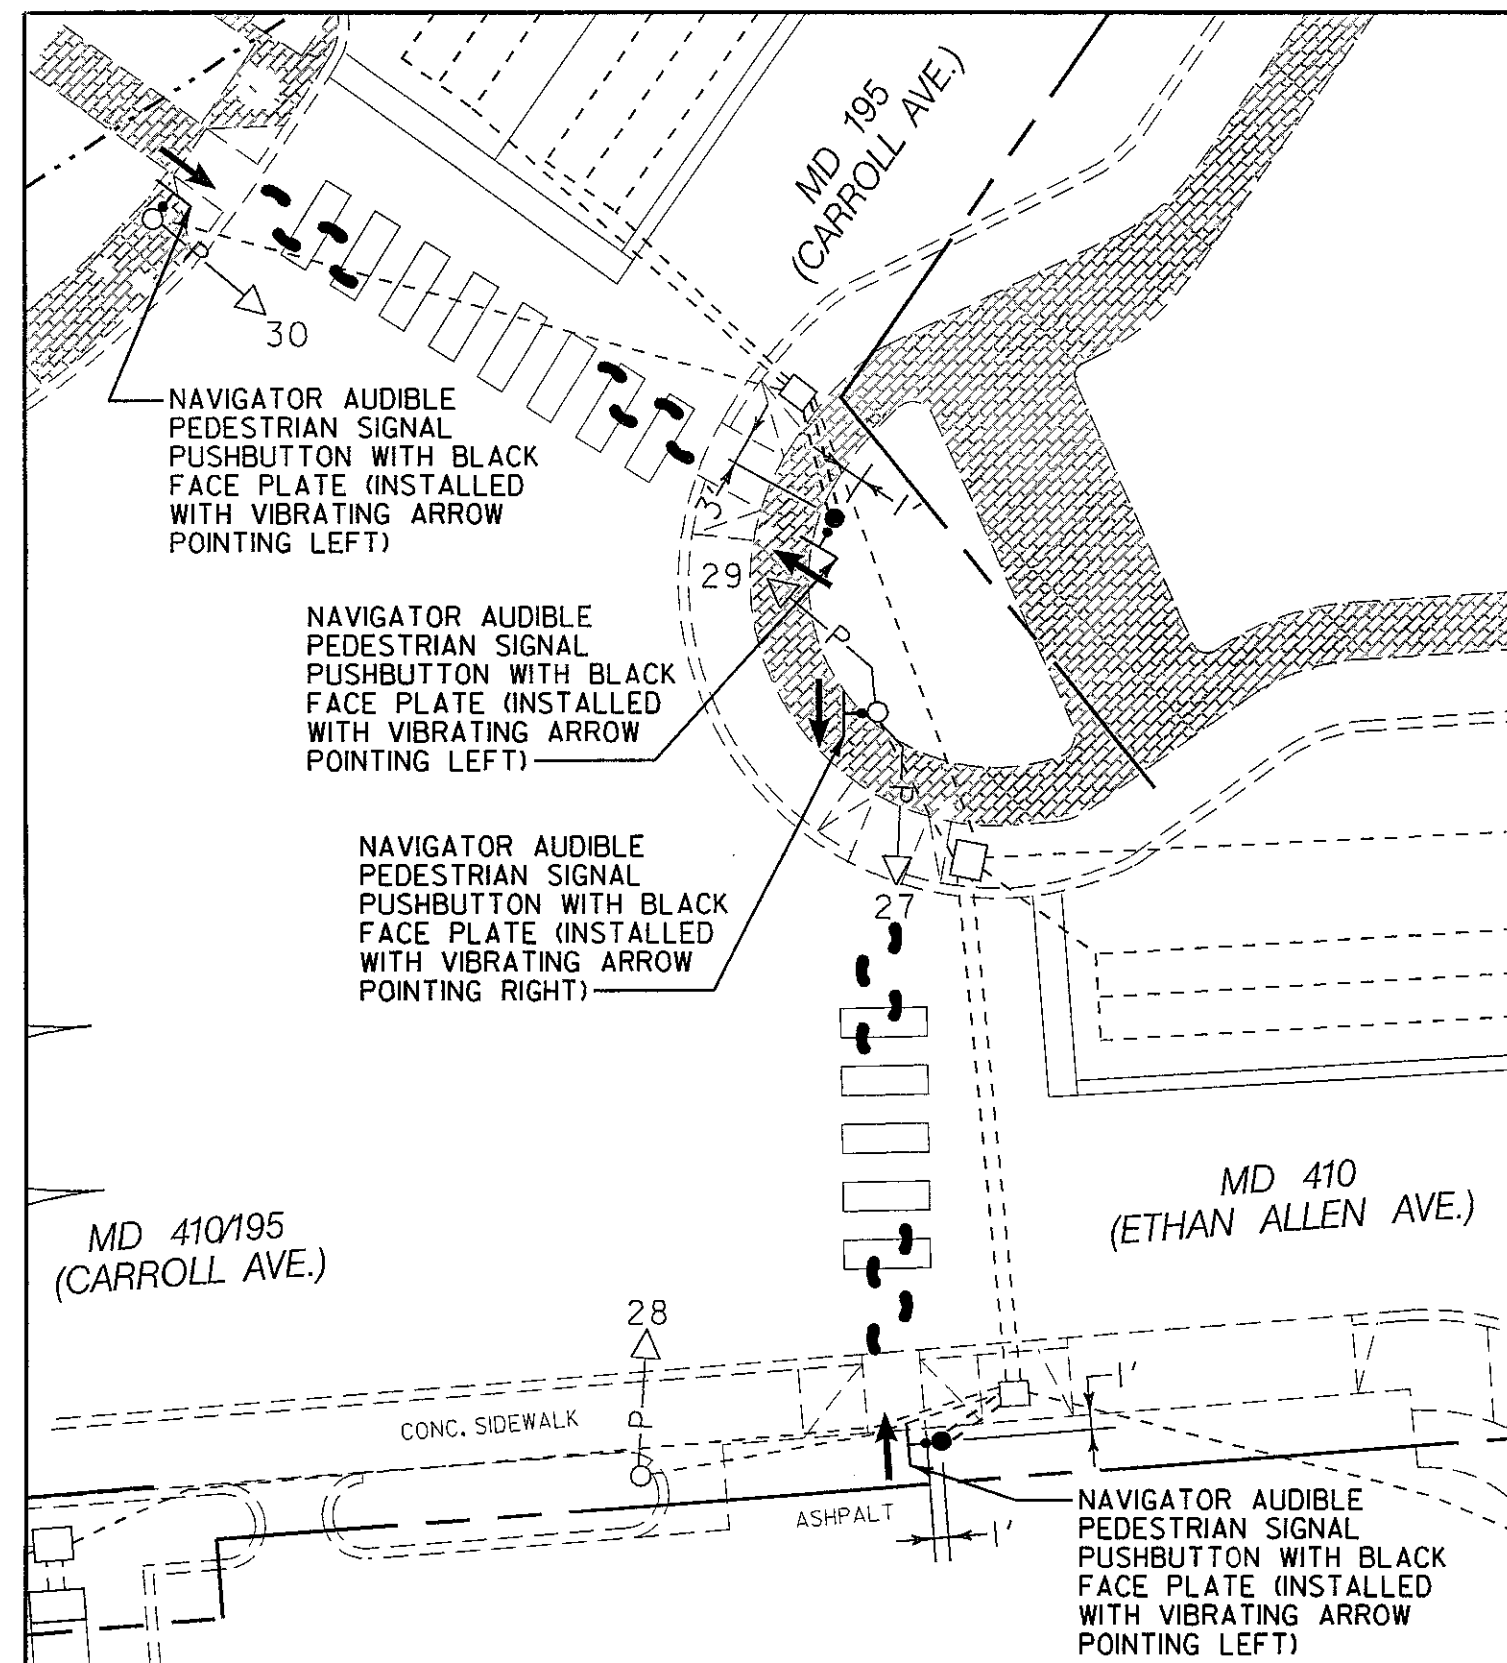 MD 195
(CARROLL AVE.)
P
30
NAVIGATOR AUDIBLE
PEDESTRIAN SIGNAL
PUSHBUTTON WITH BLACK
FACE PLATE (INSTALLED
WITH VIBRATING ARROW
POINTING LEFT)
3'
1'
29
P
NAVIGATOR AUDIBLE
PEDESTRIAN SIGNAL
PUSHBUTTON WITH BLACK
FACE PLATE (INSTALLED
WITH VIBRATING ARROW
POINTING LEFT)
P
27
NAVIGATOR AUDIBLE
PEDESTRIAN SIGNAL
PUSHBUTTON WITH BLACK
FACE PLATE (INSTALLED
WITH VIBRATING ARROW
POINTING RIGHT)
MD 410/195
(CARROLL AVE.)
MD 410
(ETHAN ALLEN AVE.)
28
P
CONC. SIDEWALK
1'
ASHPALT
1'
NAVIGATOR AUDIBLE
PEDESTRIAN SIGNAL
PUSHBUTTON WITH BLACK
FACE PLATE (INSTALLED
WITH VIBRATING ARROW
POINTING LEFT)